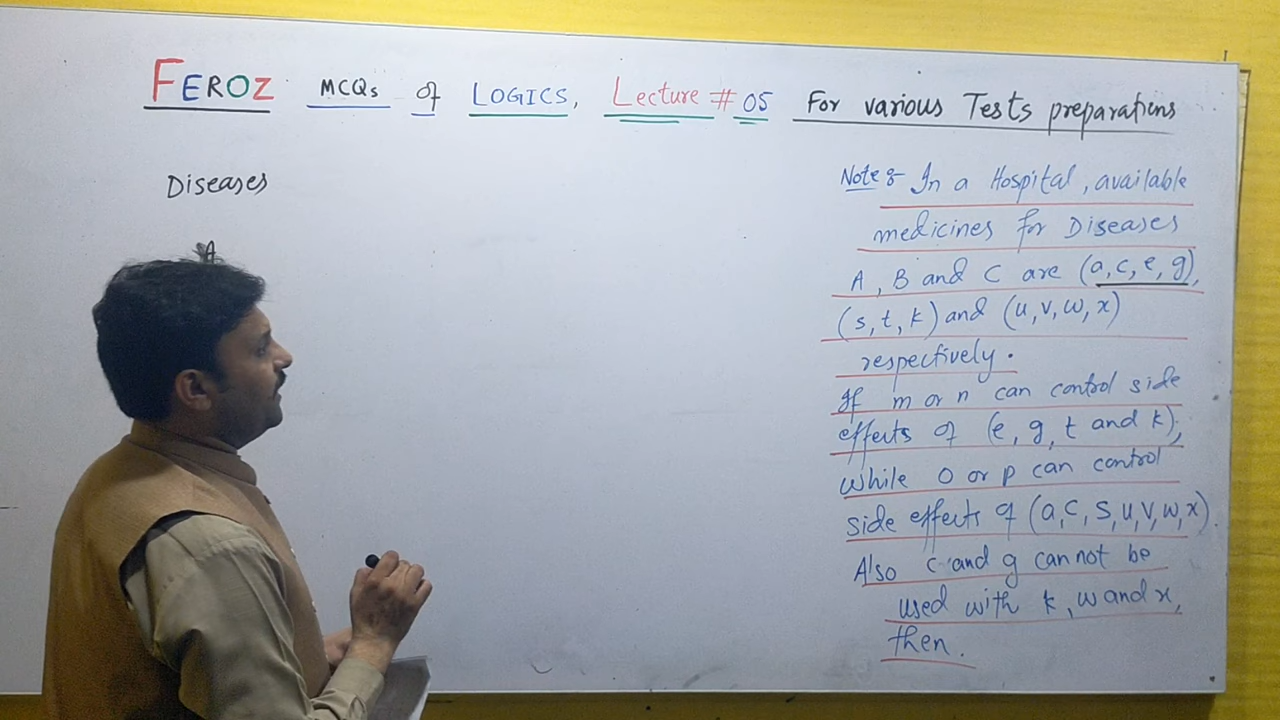 FEROZ MCQs of LOGICS, Lecture # 05 For various Tests preparations
Diseases
A
Note:- In a Hospital, available
medicines for Diseases
A, B and C are (a, c, e, g),
(s, t, k) and (u, v, w, x)
respectively.
If m or n can control side
effects of (e, g, t and k),
while o or p can control
side effects of (a, c, s, u, v, w, x).
Also c and g cannot be
used with k, w and x,
then.